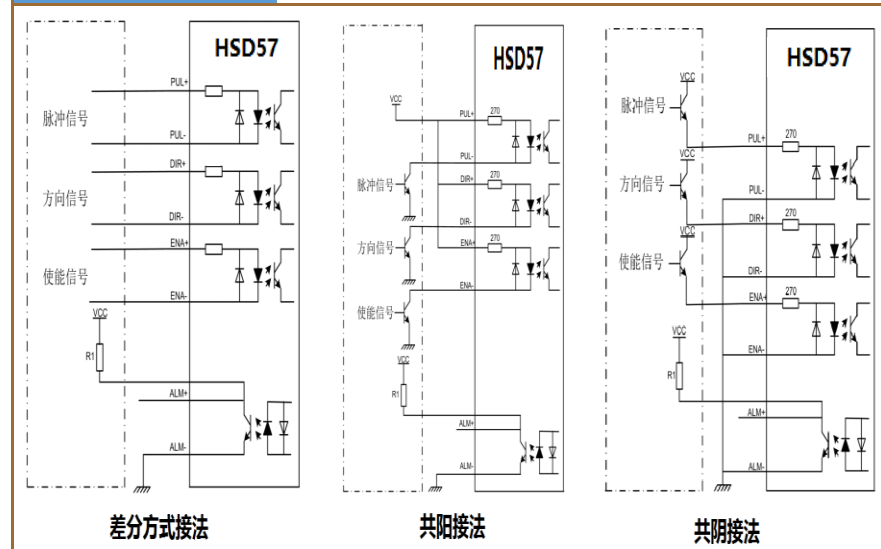 HSD57
PUL+
脉冲信号
PUL-
DIR+
方向信号
DIR-
ENA+
使能信号
ENA-
VCC
R1
ALM+
ALM-
差分方式接法
HSD57
VCC
PUL+
270
PUL-
脉冲信号
DIR+
270
DIR-
方向信号
ENA+
270
ENA-
使能信号
VCC
R1
ALM+
ALM-
共阳接法
HSD57
VCC
脉冲信号
PUL+
270
VCC
方向信号
PUL-
DIR+
270
VCC
使能信号
DIR-
ENA+
270
VCC
ENA-
R1
ALM+
ALM-
共阴接法